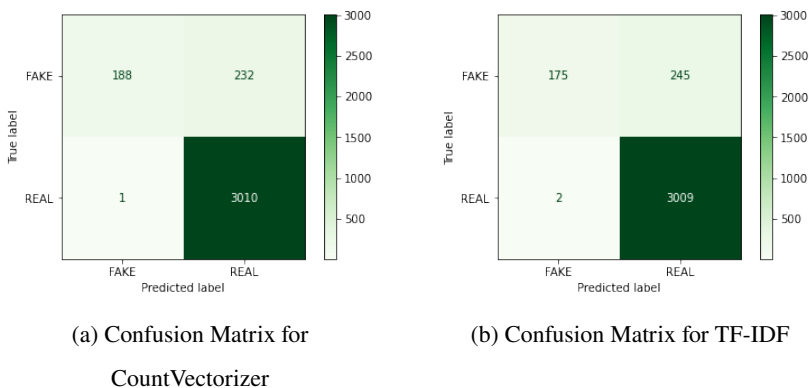 3000
2500
FAKE
188
232
2000
True label
1500
1000
REAL
1
3010
500
FAKE
REAL
Predicted label
(a) Confusion Matrix for
CountVectorizer
3000
2500
FAKE
175
245
2000
True label
1500
1000
REAL
2
3009
500
FAKE
REAL
Predicted label
(b) Confusion Matrix for TF-IDF